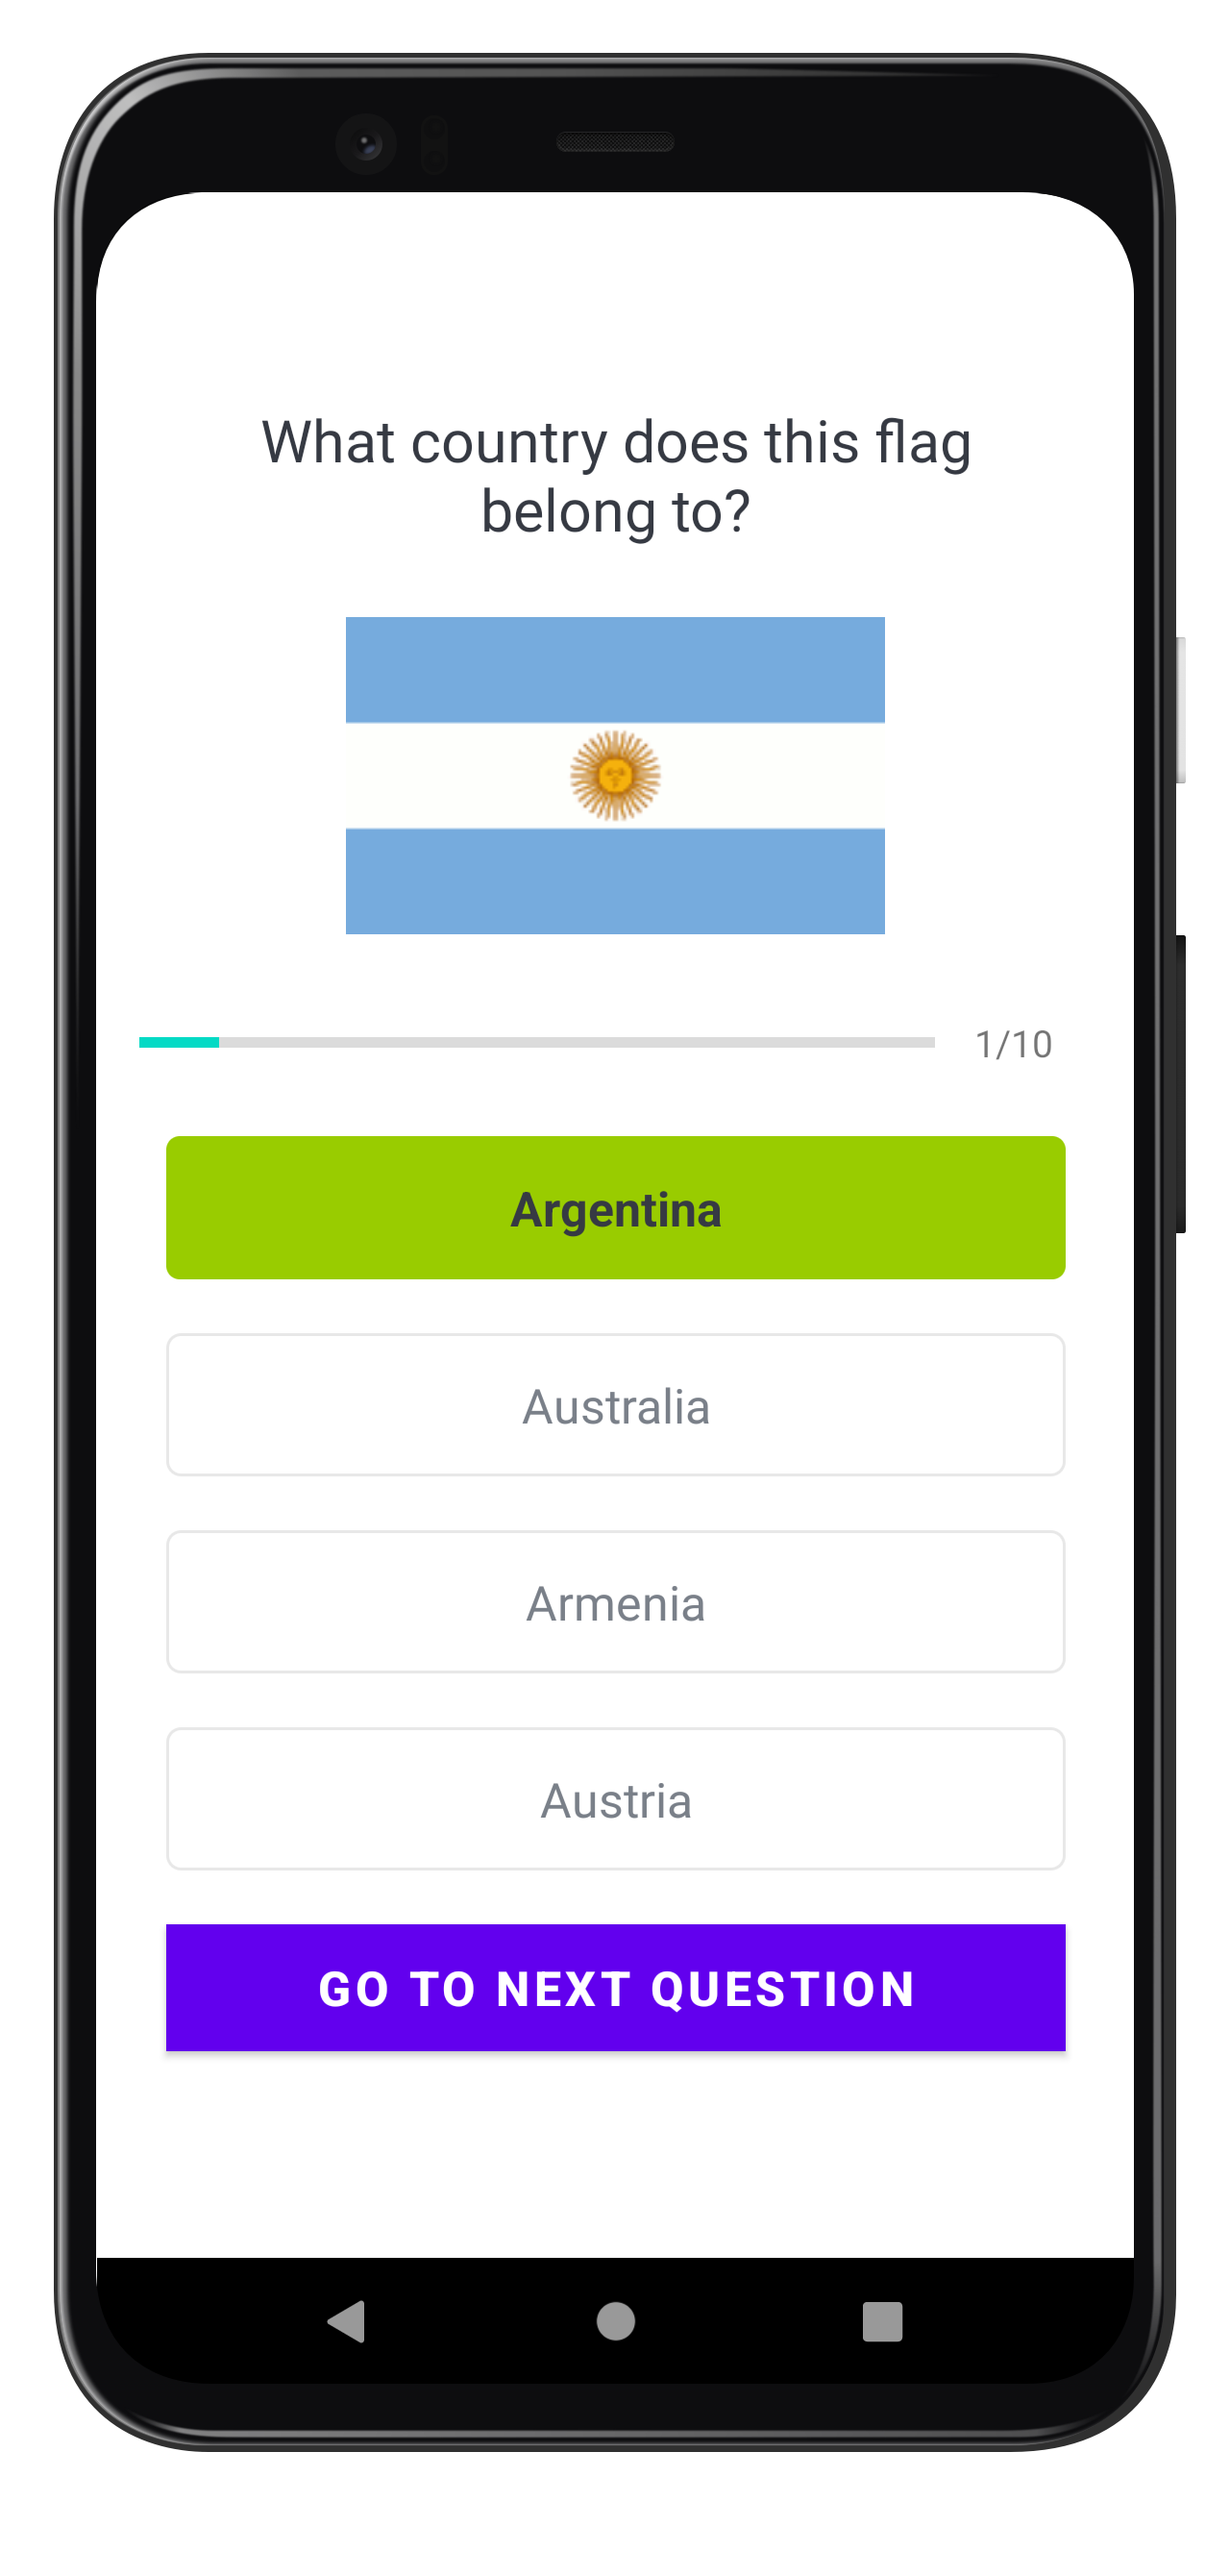 What country does this flag
belong to?
1/10
Argentina
Australia
Armenia
Austria
GO TO NEXT QUESTION